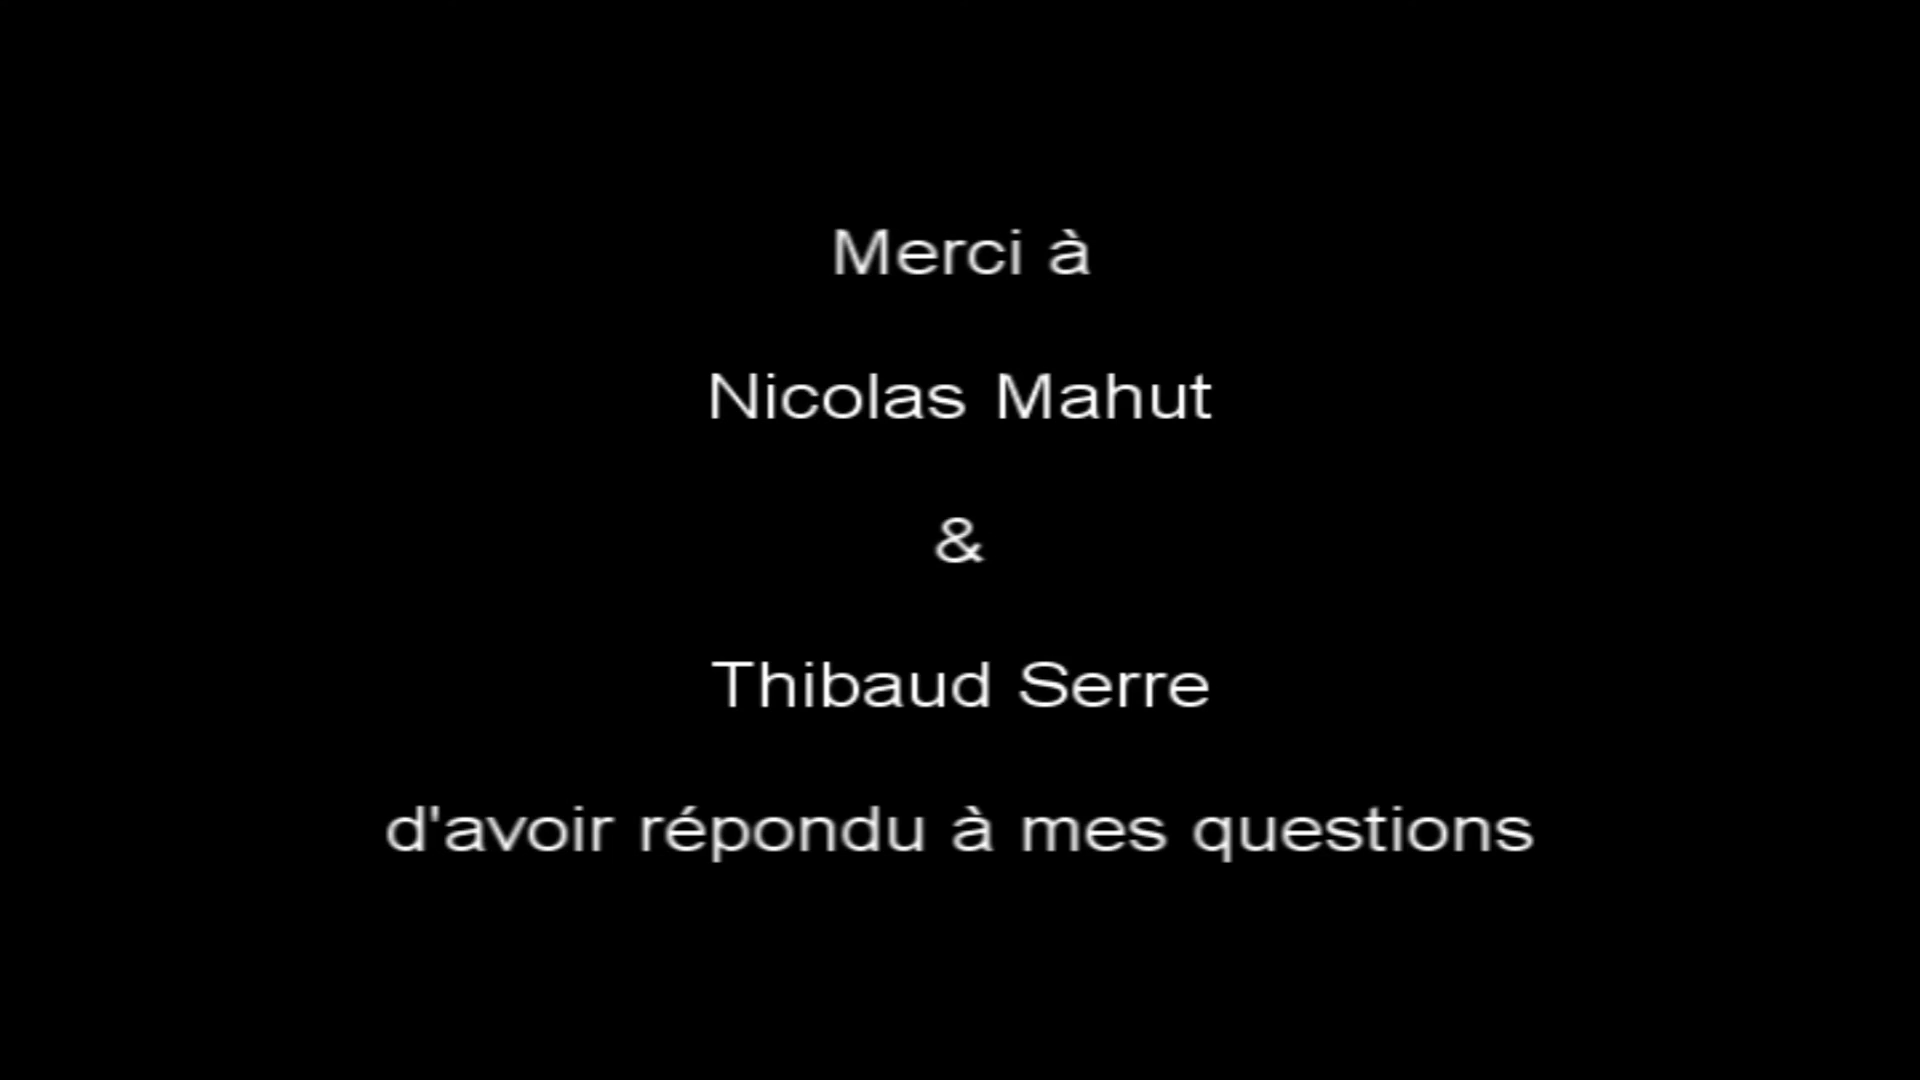 Merci à
Nicolas Mahut
&
Thibaud Serre
d'avoir répondu à mes questions